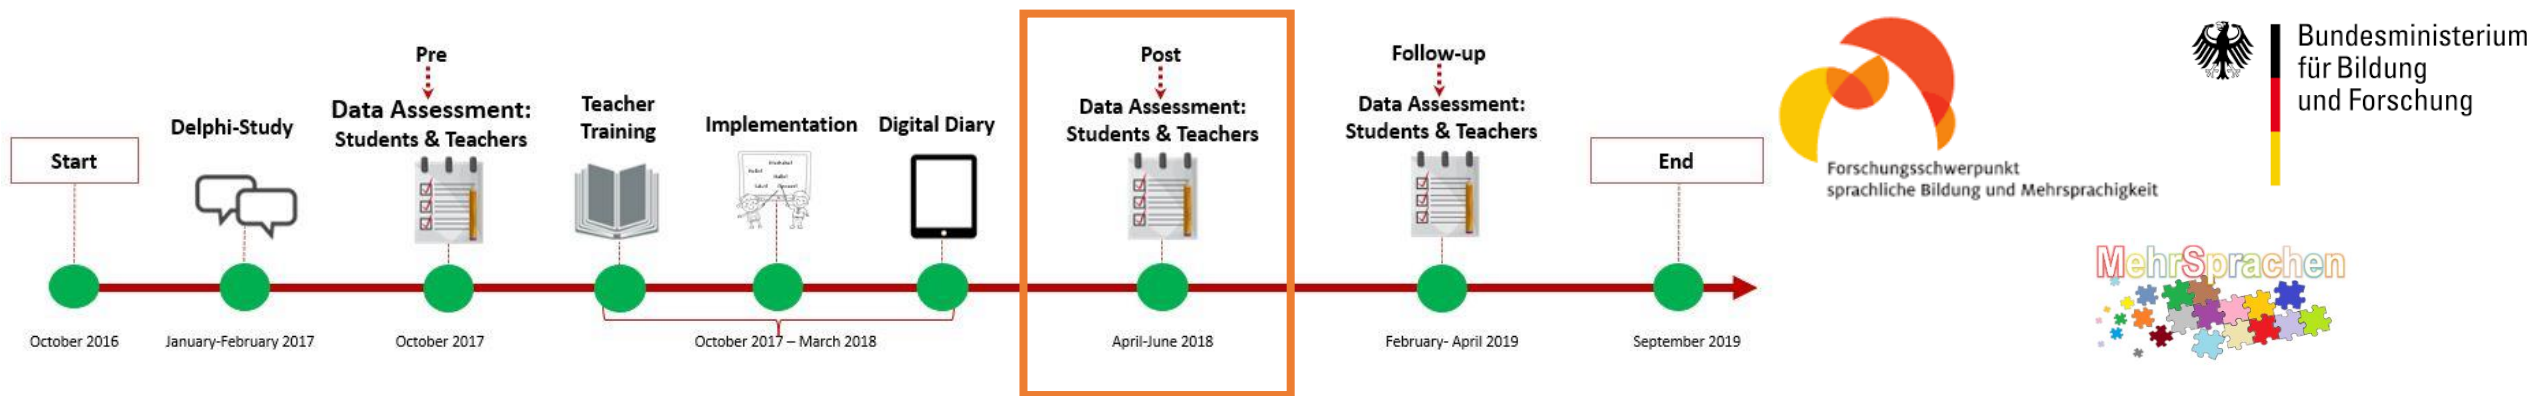 Start
October 2016
Delphi-Study
January-February 2017
Pre
Data Assessment:
Students & Teachers
October 2017
Teacher
Training
Implementation
Digital Diary
October 2017 – March 2018
Post
Data Assessment:
Students & Teachers
April-June 2018
Follow-up
Data Assessment:
Students & Teachers
February- April 2019
End
September 2019
Forschungsschwerpunkt
sprachliche Bildung und Mehrsprachigkeit
Bundesministerium
für Bildung
und Forschung
MehrSprachen